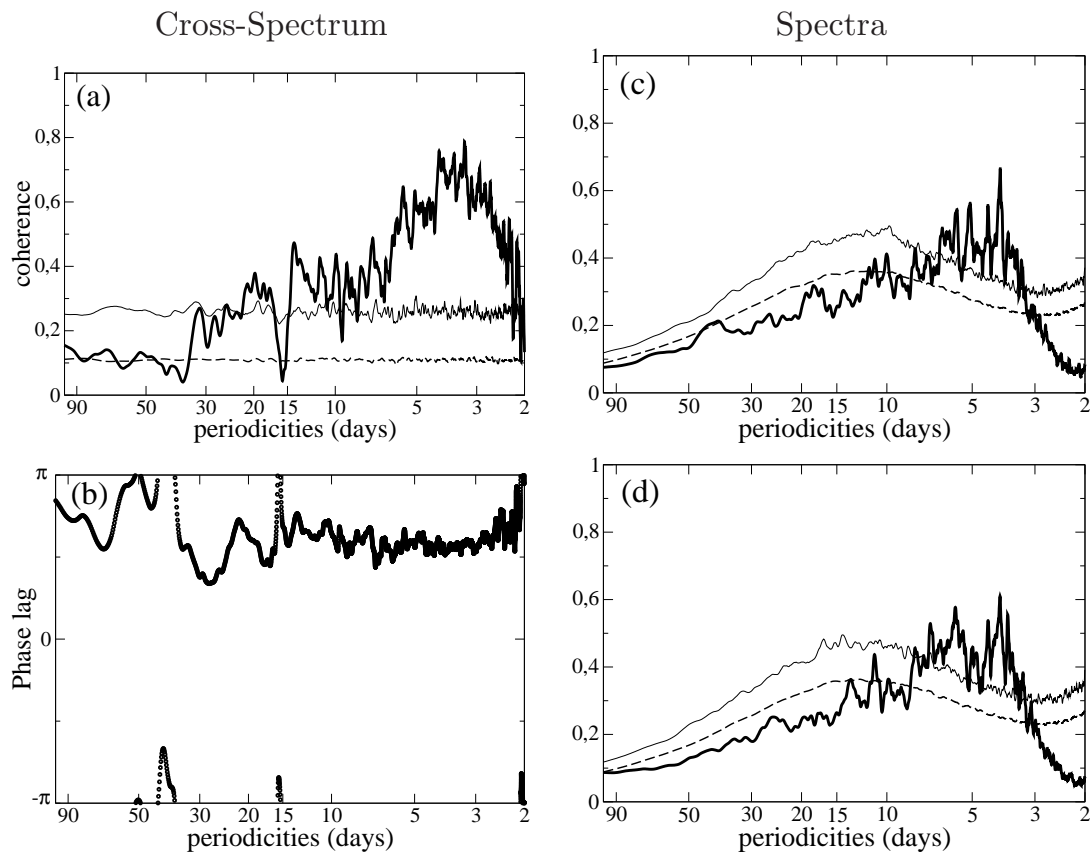 Cross-Spectrum
Spectra
(a)
1
0,8
0,6
0,4
0,2
0
coherence
90 50 30 20 15 10 5 3 2
periodicities (days)
(c)
1
0,8
0,6
0,4
0,2
0
90 50 30 20 15 10 5 3 2
periodicities (days)
(b)
π
0
-π
Phase lag
90 50 30 20 15 10 5 3 2
periodicities (days)
(d)
1
0,8
0,6
0,4
0,2
0
90 50 30 20 15 10 5 3 2
periodicities (days)